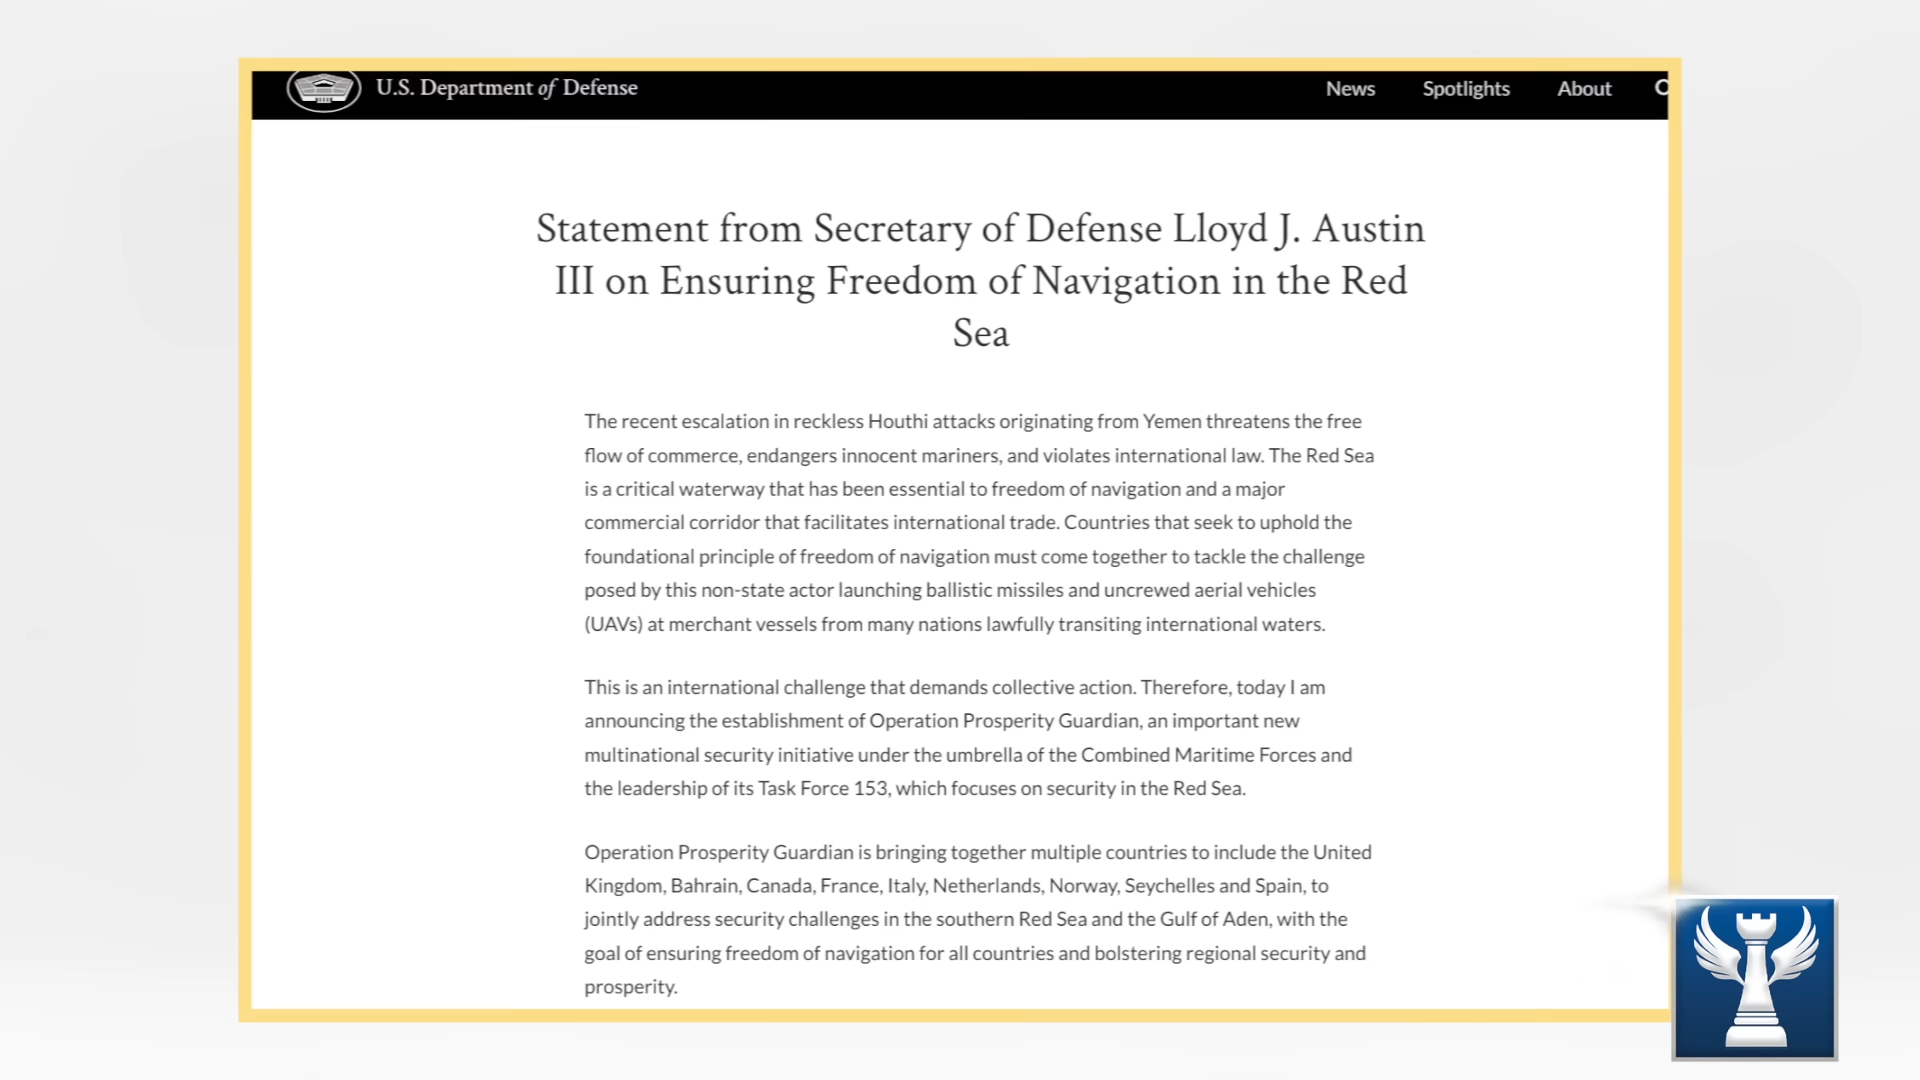 U.S. Department of Defense
News Spotlights About
Statement from Secretary of Defense Lloyd J. Austin
III on Ensuring Freedom of Navigation in the Red
Sea
The recent escalation in reckless Houthi attacks originating from Yemen threatens the free
flow of commerce, endangers innocent mariners, and violates international law. The Red Sea
is a critical waterway that has been essential to freedom of navigation and a major
commercial corridor that facilitates international trade. Countries that seek to uphold the
foundational principle of freedom of navigation must come together to tackle the challenge
posed by this non-state actor launching ballistic missiles and uncrewed aerial vehicles
(UAVs) at merchant vessels from many nations lawfully transiting international waters.
This is an international challenge that demands collective action. Therefore, today I am
announcing the establishment of Operation Prosperity Guardian, an important new
multinational security initiative under the umbrella of the Combined Maritime Forces and
the leadership of its Task Force 153, which focuses on security in the Red Sea.
Operation Prosperity Guardian is bringing together multiple countries to include the United
Kingdom, Bahrain, Canada, France, Italy, Netherlands, Norway, Seychelles and Spain, to
jointly address security challenges in the southern Red Sea and the Gulf of Aden, with the
goal of ensuring freedom of navigation for all countries and bolstering regional security and
prosperity.